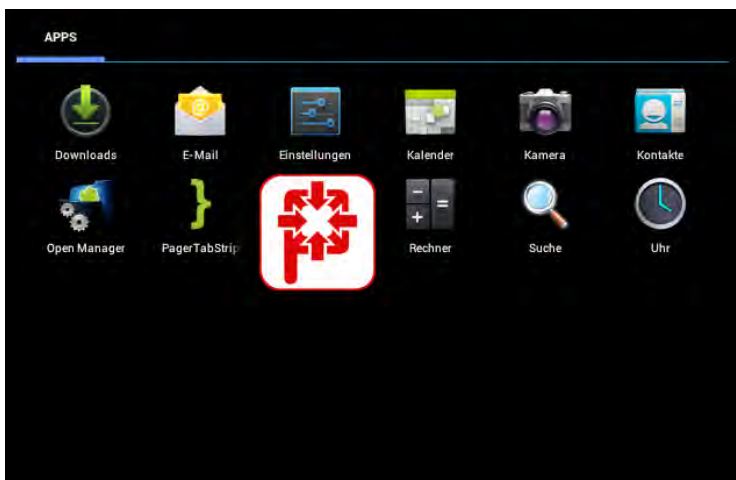 APPS
Downloads
E-Mail
Einstellungen
Kalender
Kamera
Kontakte
Open Manager
PagerTabStrip
Rechner
Suche
Uhr